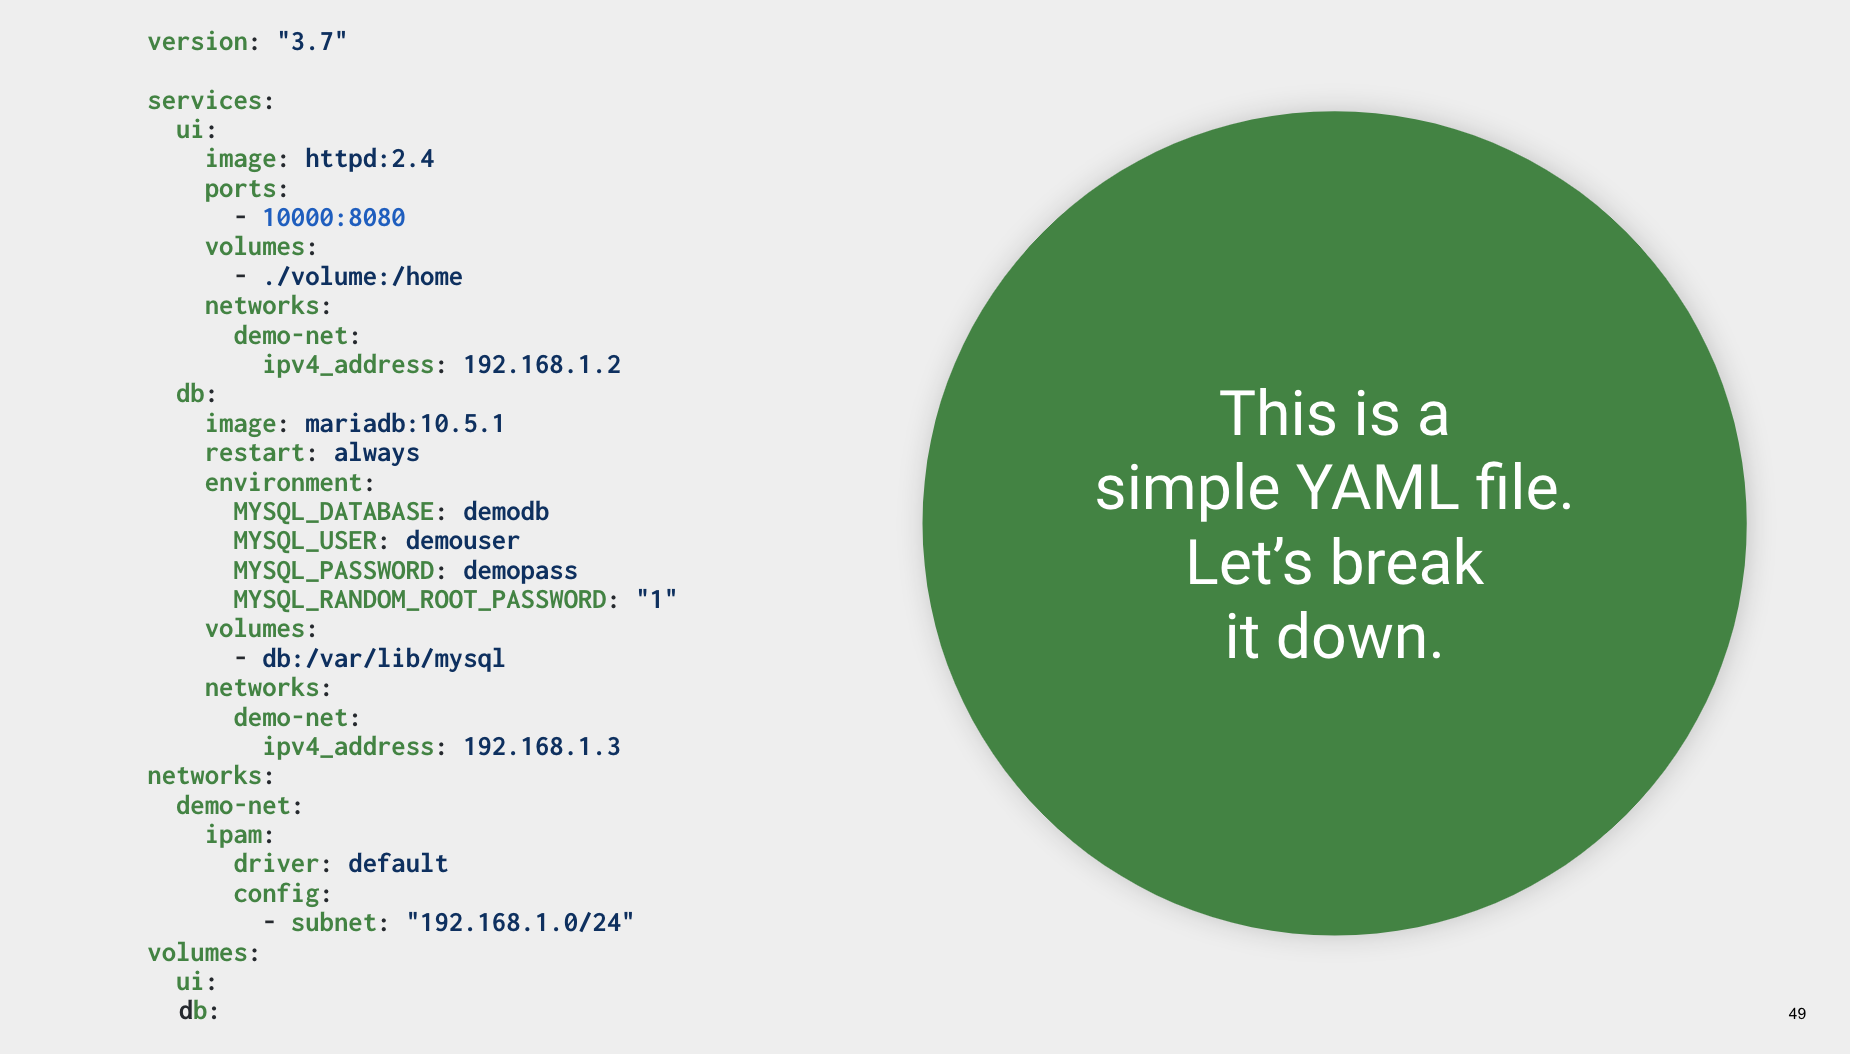 version: "3.7"

services:
  ui:
    image: httpd:2.4
    ports:
      - 10000:8080
    volumes:
      - ./volume:/home
    networks:
      demo-net:
        ipv4_address: 192.168.1.2
  db:
    image: mariadb:10.5.1
    restart: always
    environment:
      MYSQL_DATABASE: demodb
      MYSQL_USER: demouser
      MYSQL_PASSWORD: demopass
      MYSQL_RANDOM_ROOT_PASSWORD: "1"
    volumes:
      - db:/var/lib/mysql
    networks:
      demo-net:
        ipv4_address: 192.168.1.3
networks:
  demo-net:
    ipam:
      driver: default
      config:
        - subnet: "192.168.1.0/24"
volumes:
  ui:
  db:
This is a
simple YAML file.
Let’s break
it down.
49